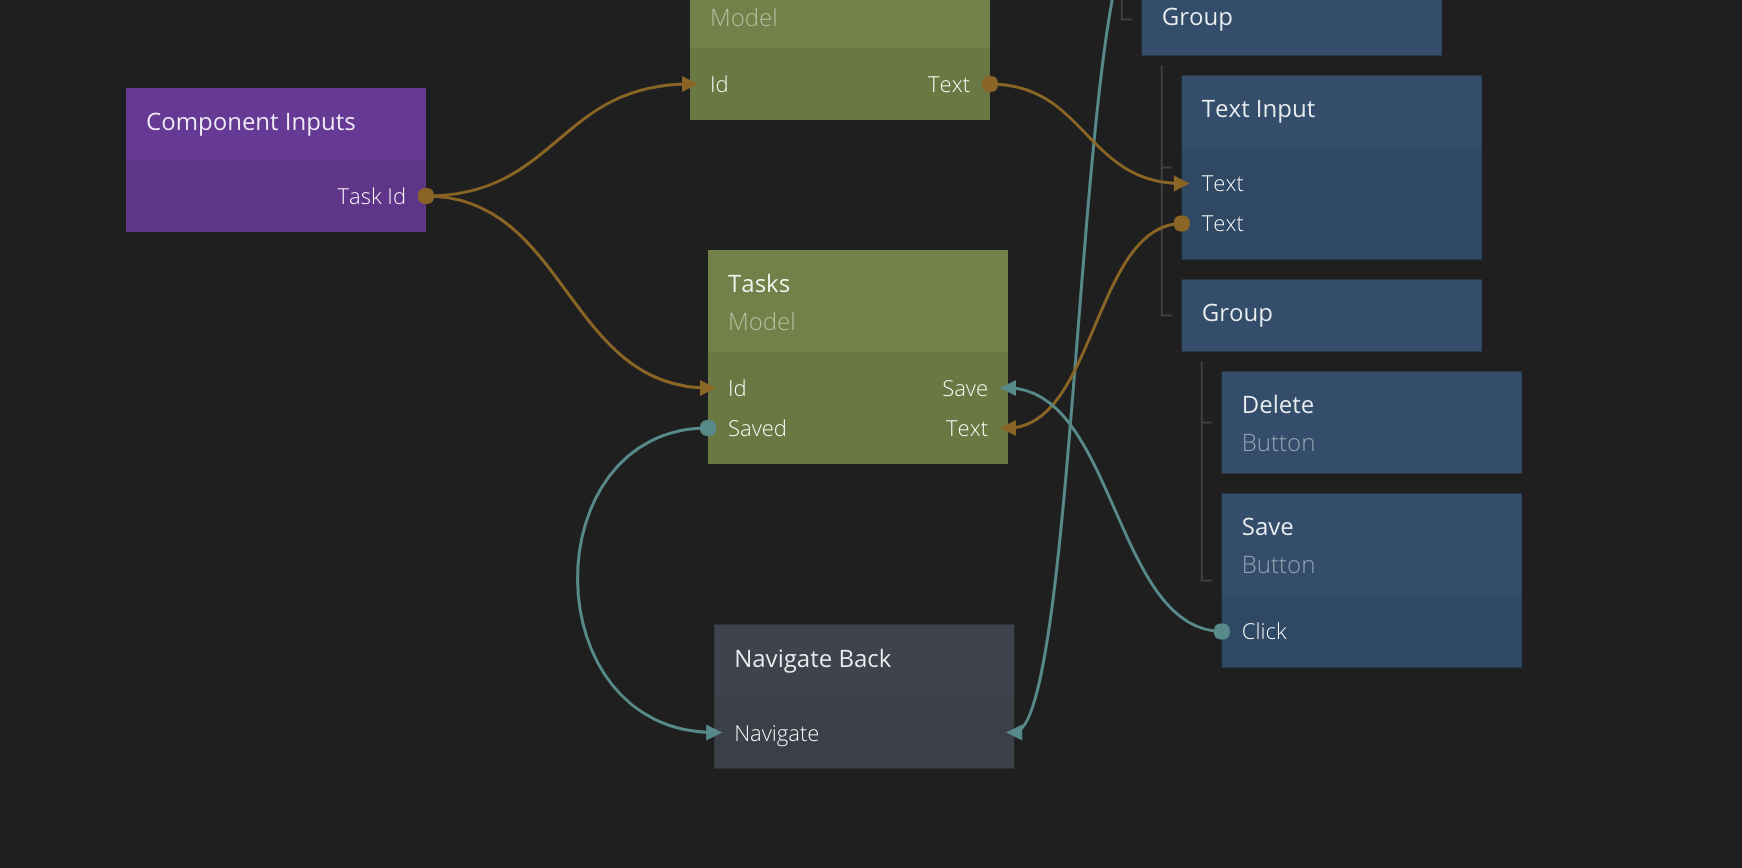 Model
Id
Text
Component Inputs
Task Id
Group
Text Input
Text
Text
Group
Tasks
Model
Id
Save
Saved
Text
Delete
Button
Save
Button
Click
Navigate Back
Navigate